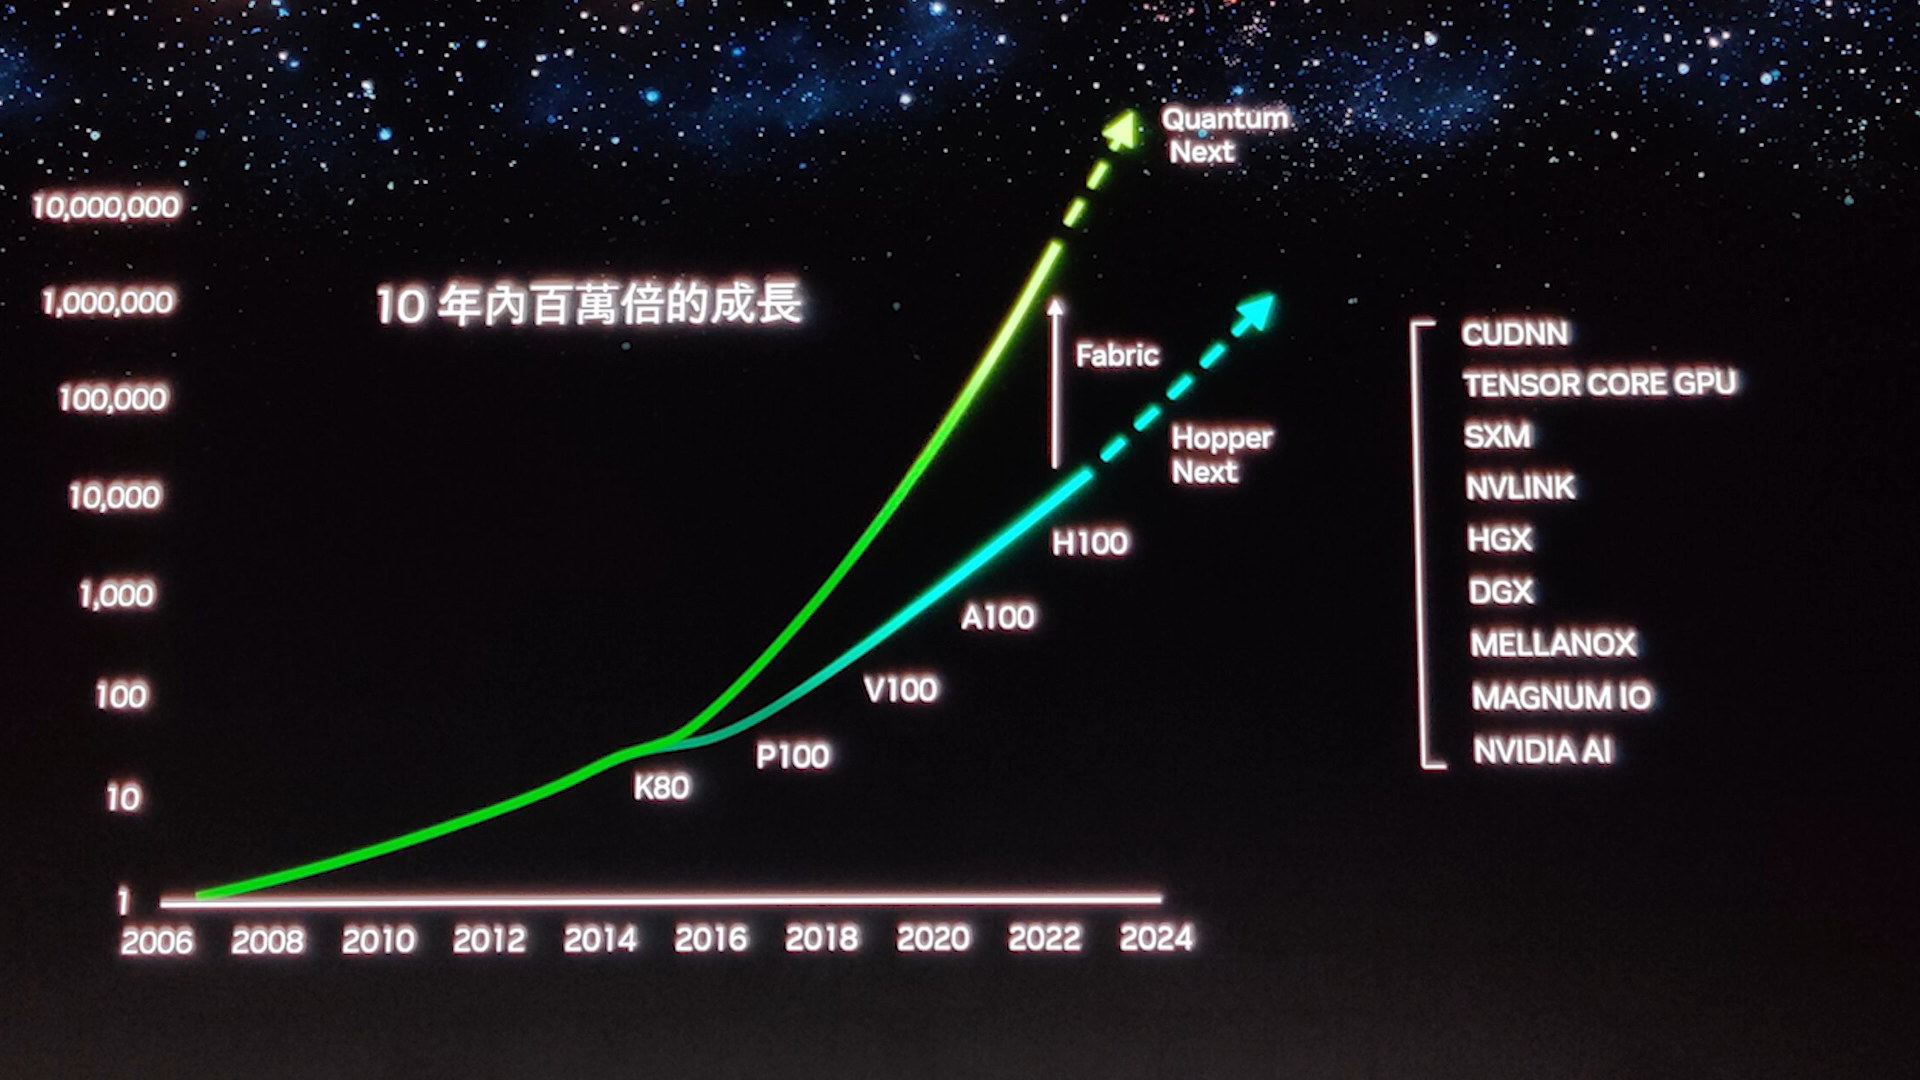 Quantum
Next
10,000,000
1,000,000
10 年內百萬倍的成長
100,000
10,000
1,000
100
10
1
Fabric
Hopper
Next
H100
A100
V100
P100
K80
2006 2008 2010 2012 2014 2016 2018 2020 2022 2024
CUDNN
TENSOR CORE GPU
SXM
NVLINK
HGX
DGX
MELLANOX
MAGNUM IO
NVIDIA AI